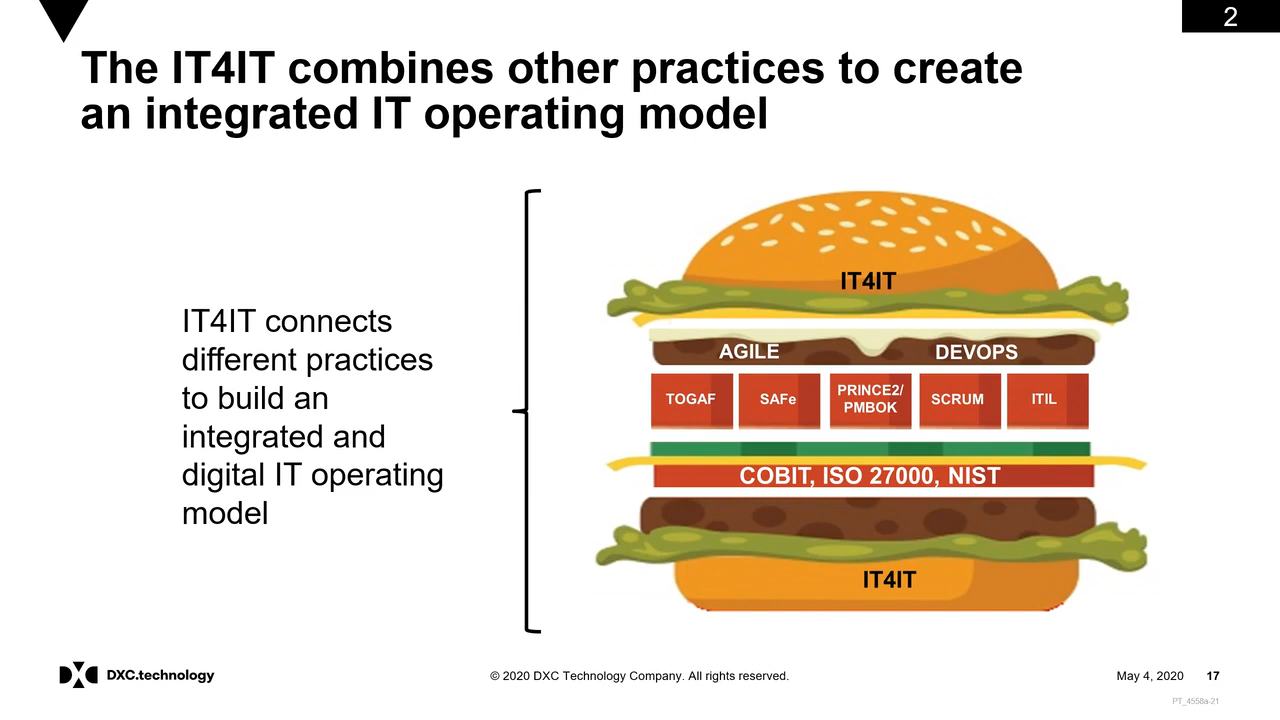 2
The IT4IT combines other practices to create
an integrated IT operating model
IT4IT connects
different practices
to build an
integrated and
digital IT operating
model
IT4IT
AGILE DEVOPS
TOGAF SAFe PRINCE2/ SCRUM ITIL
PMBOK
COBIT, ISO 27000, NIST
IT4IT
DXC.technology
© 2020 DXC Technology Company. All rights reserved.
May 4, 2020 17
PT_4558a-21